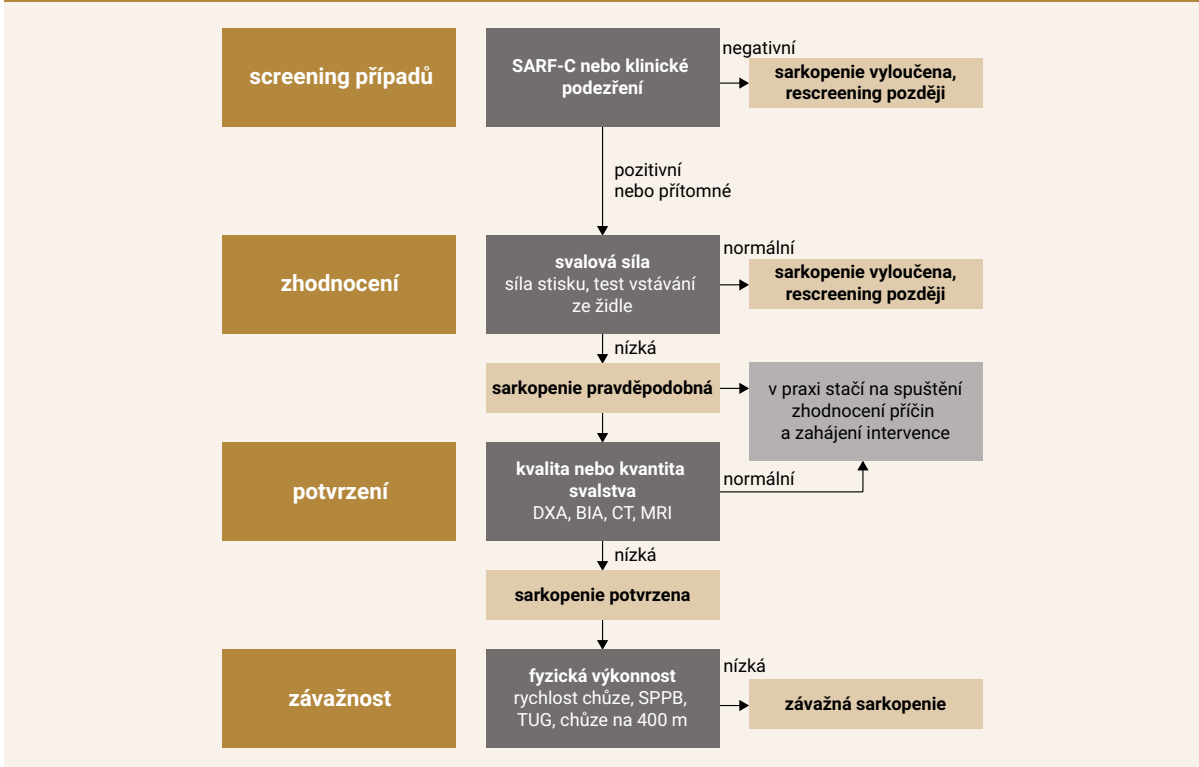 screening případů
SARF-C nebo klinické
podezření
negativní
sarkopenie vyloučena,
rescreening později
pozitivní
nebo přítomné
zhodnocení
svalová síla
síla stisku, test vstávání
ze židle
normální
sarkopenie vyloučena,
rescreening později
nízká
sarkopenie pravděpodobná
v praxi stačí na spuštění
zhodnocení příčin
a zahájení intervence
potvrzení
kvalita nebo kvantita
svalstva
DXA, BIA, CT, MRI
normální
nízká
sarkopenie potvrzena
závažnost
fyzická výkonnost
rychlost chůze, SPPB,
TUG, chůze na 400 m
nízká
závažná sarkopenie